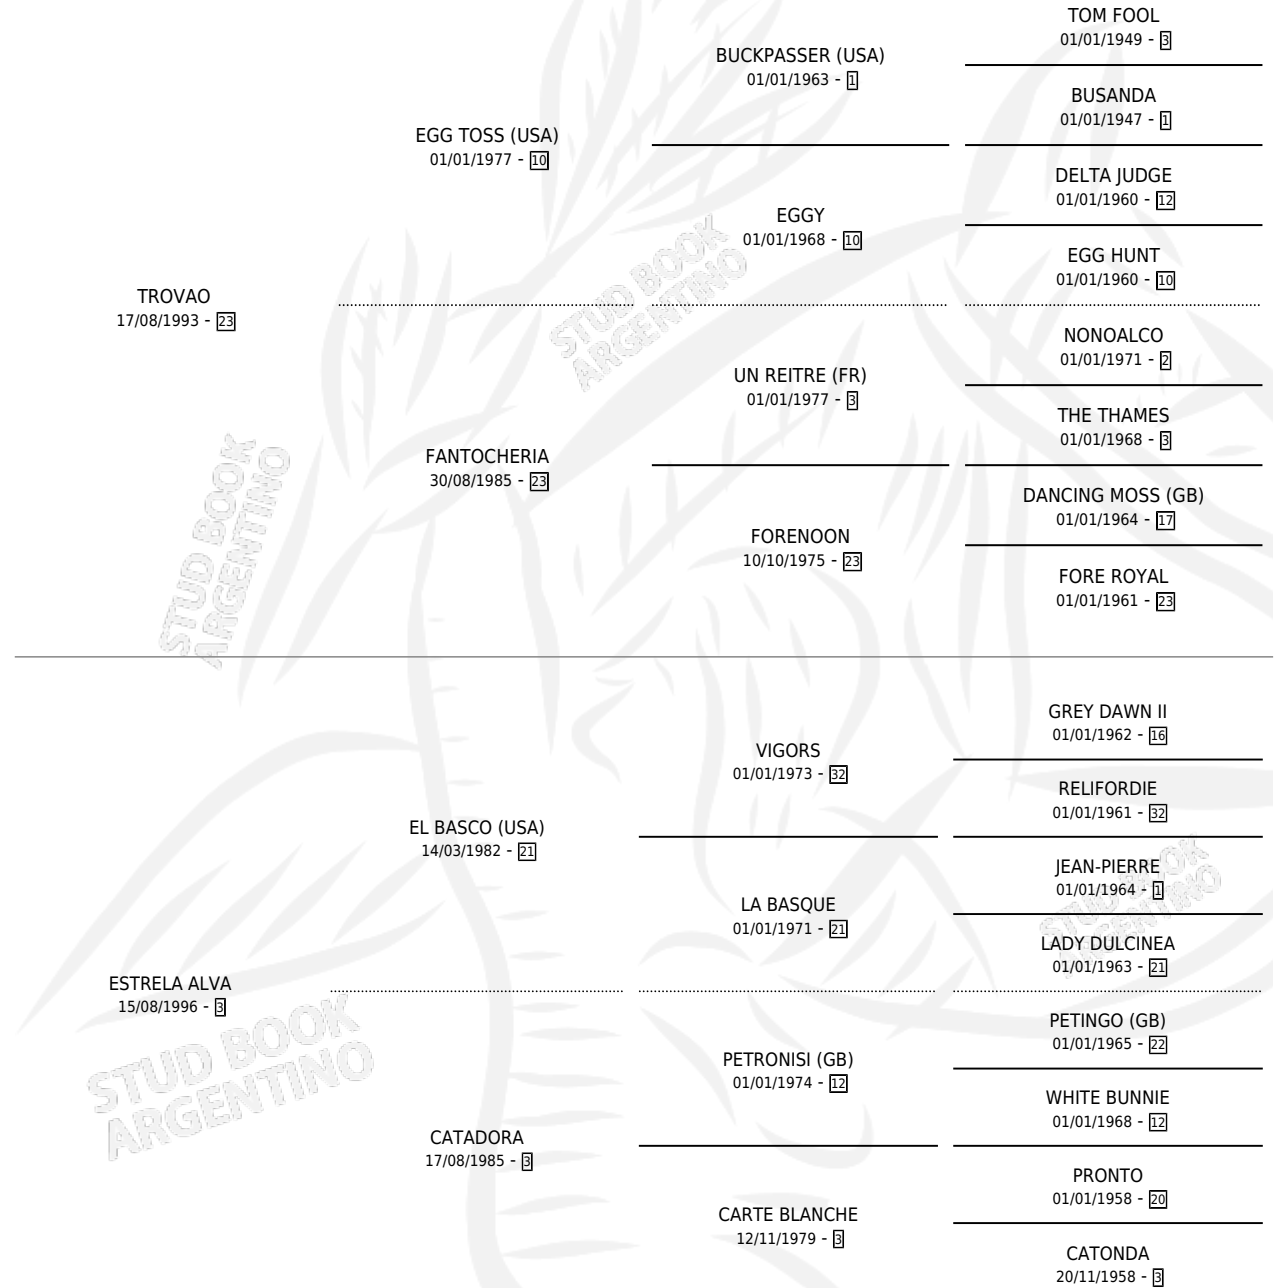 TOM FOOL
01/01/1949 - 3
BUCKPASSER (USA)
01/01/1963 - 1
BUSANDA
01/01/1947 - 1
EGG TOSS (USA)
01/01/1977 - 10
DELTA JUDGE
01/01/1960 - 12
EGGY
01/01/1968 - 10
EGG HUNT
01/01/1960 - 10
STUD BOOK
ARGENTINO
TROVAO
17/08/1993 - 23
NONOALCO
01/01/1971 - 2
UN REITRE (FR)
01/01/1977 - 3
THE THAMES
01/01/1968 - 3
FANTOCHERIA
30/08/1985 - 23
DANCING MOSS (GB)
01/01/1964 - 17
FORENOON
10/10/1975 - 23
FORE ROYAL
01/01/1961 - 23
STUD BOOK
ARGENTINO
GREY DAWN II
01/01/1962 - 16
VIGORS
01/01/1973 - 32
RELIFORDIE
01/01/1961 - 32
EL BASCO (USA)
14/03/1982 - 21
JEAN-PIERRE
01/01/1964 - 1
STUD BOOK
ARGENTINO
LA BASQUE
01/01/1971 - 21
LADY DULCINEA
01/01/1963 - 21
ESTRELA ALVA
15/08/1996 - 3
PETINGO (GB)
01/01/1965 - 22
STUD BOOK
ARGENTINO
PETRONISI (GB)
01/01/1974 - 12
WHITE BUNNIE
01/01/1968 - 12
CATADORA
17/08/1985 - 3
PRONTO
01/01/1958 - 20
CARTE BLANCHE
12/11/1979 - 3
CATONDA
20/11/1958 - 3